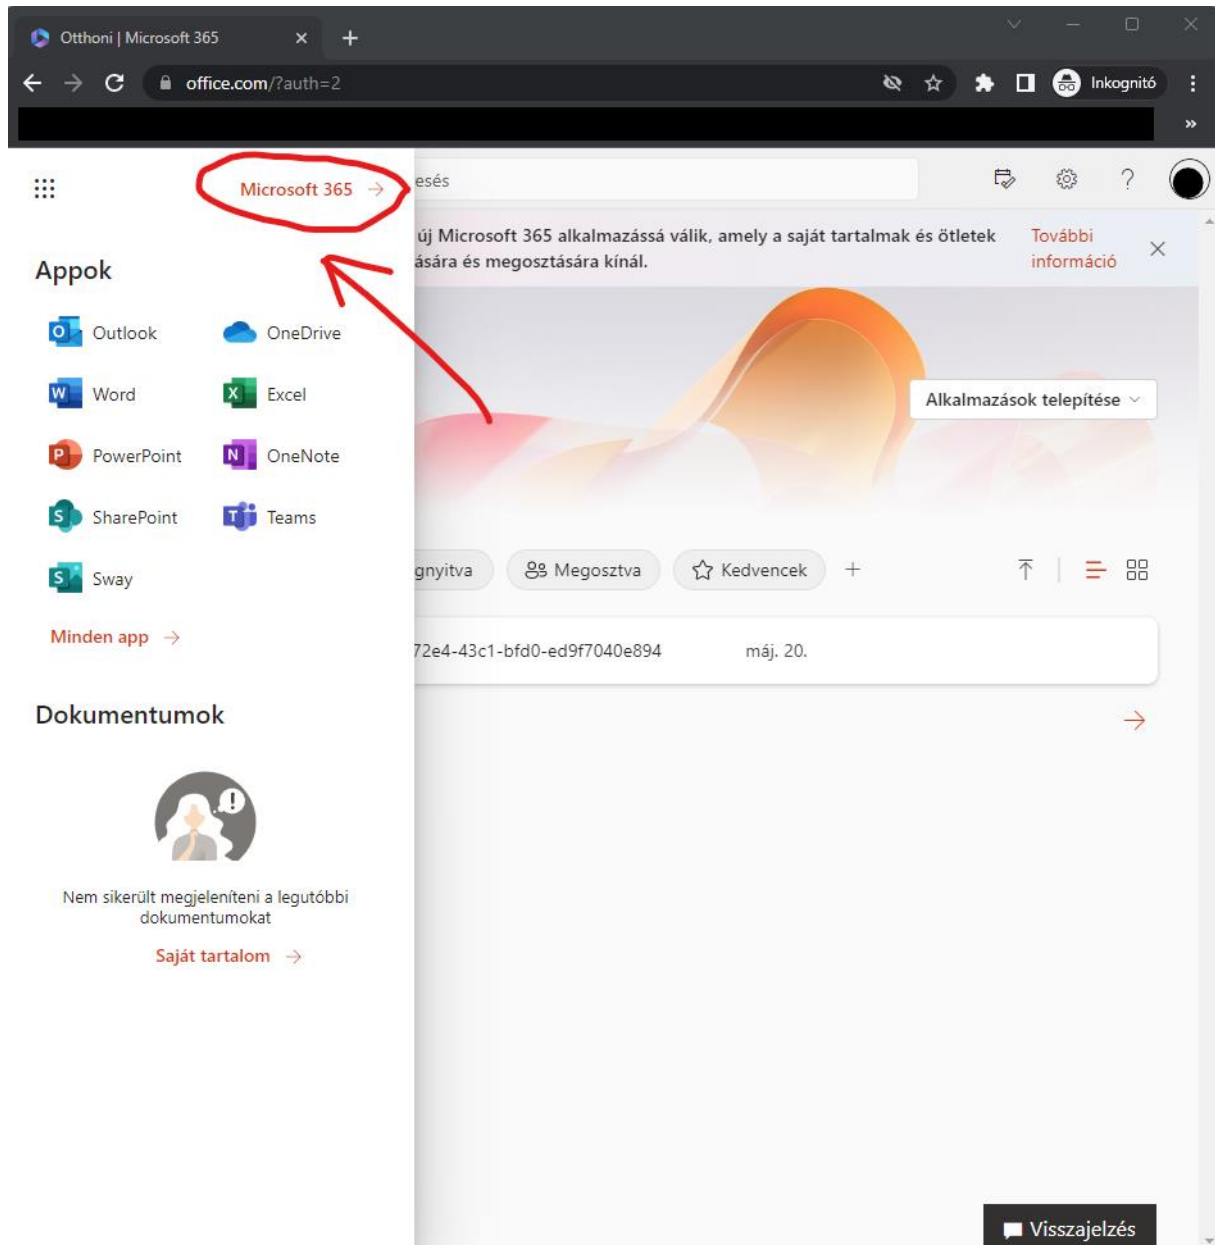 Otthoni | Microsoft 365
office.com/?auth=2
Inkognitó
Microsoft 365
esés
új Microsoft 365 alkalmazássá válik, amely a saját tartalmak és ötletek
ására és megosztására kínál.
További
információ
Appok
Outlook
OneDrive
Word
Excel
Alkalmazások telepítése
PowerPoint
OneNote
SharePoint
Teams
Sway
gnyitva
Megosztva
Kedvencek
Minden app
72e4-43c1-bfd0-ed9f7040e894
máj. 20.
Dokumentumok
Nem sikerült megjeleníteni a legutóbbi
dokumentumokat
Saját tartalom
Visszajelzés